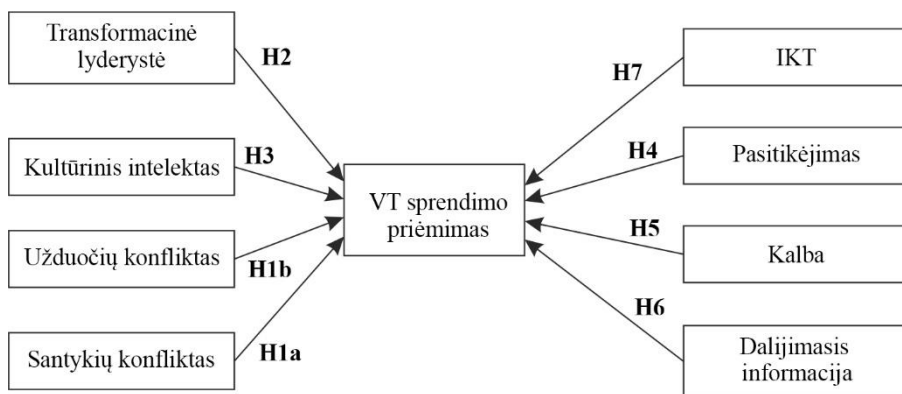 Transformacinė
lyderystė
H2
Kultūrinis intelektas
H3
Užduočių konfliktas
H1b
Santykių konfliktas
H1a
VT sprendimo
priėmimas
IKT
H7
Pasitikėjimas
H4
Kalba
H5
Dalijimasis
informacija
H6